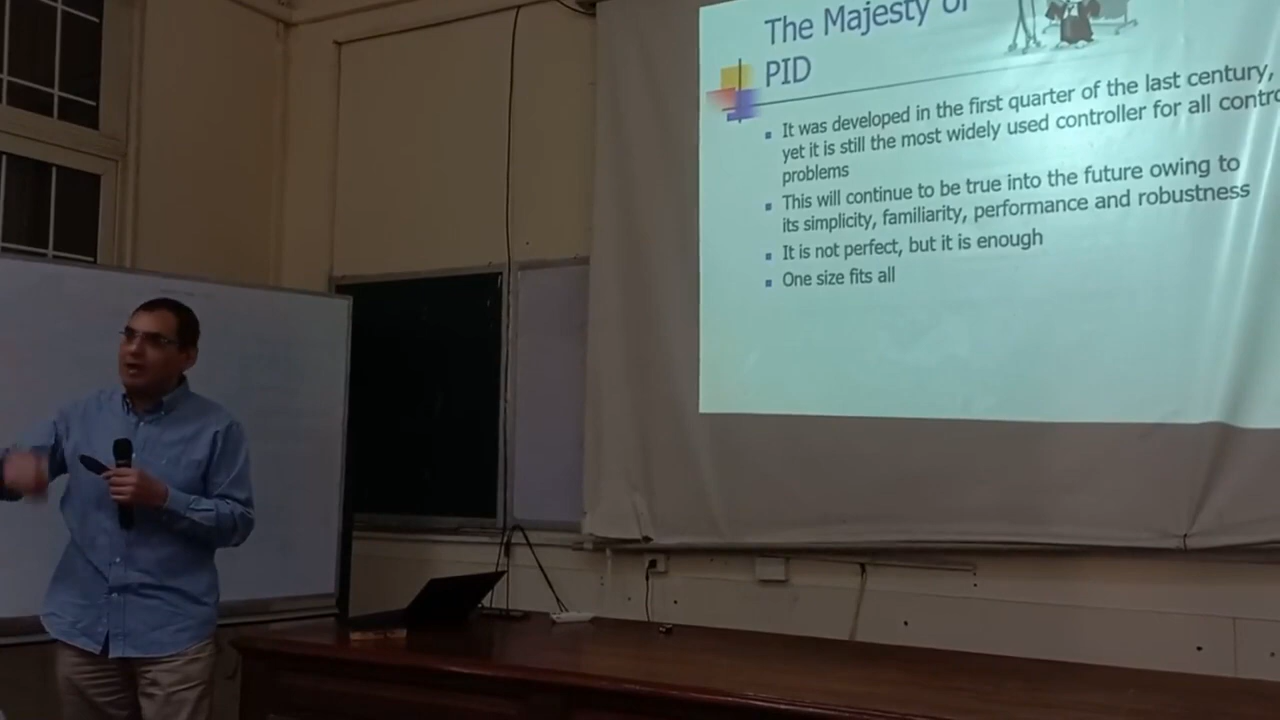 The Majesty of
PID
It was developed in the first quarter of the last century,
yet it is still the most widely used controller for all contro
problems
This will continue to be true into the future owing to
its simplicity, familiarity, performance and robustness
It is not perfect, but it is enough
One size fits all